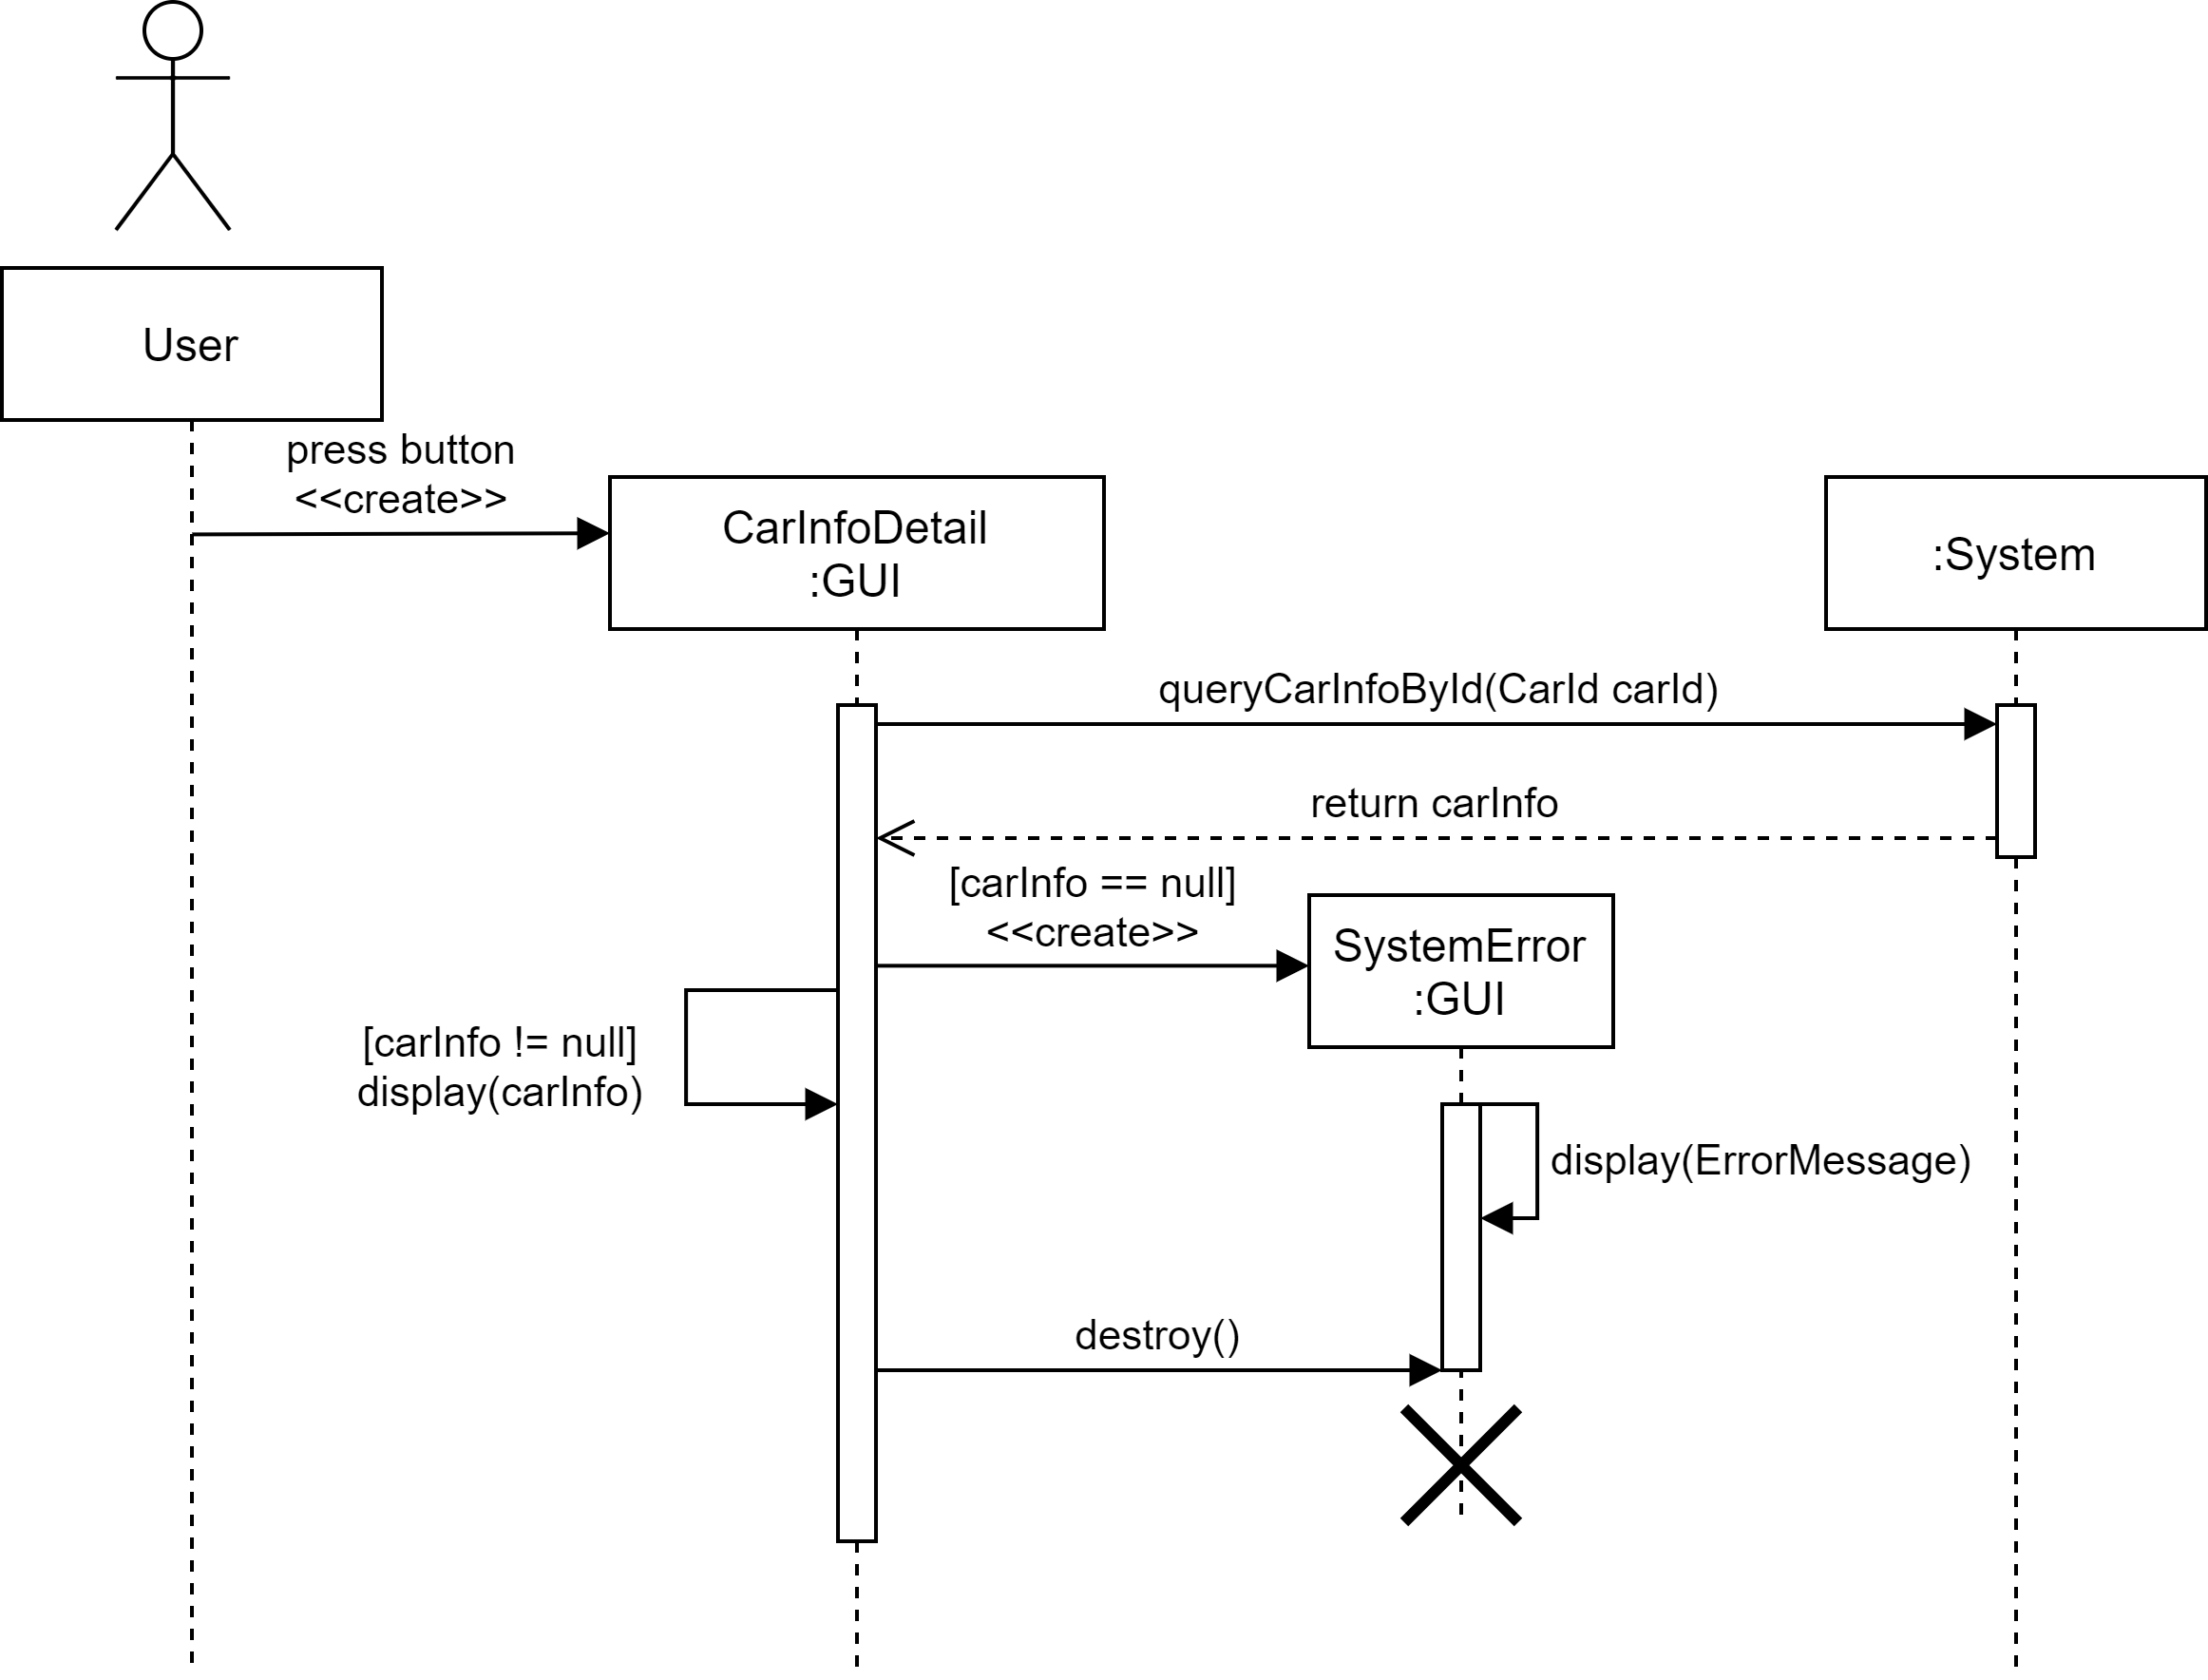 User
press button
<<create>>
CarInfoDetail
:GUI
:System
queryCarInfoById(CarId carId)
return carInfo
[carInfo == null]
<<create>>
SystemError
:GUI
[carInfo != null]
display(carInfo)
display(ErrorMessage)
destroy()